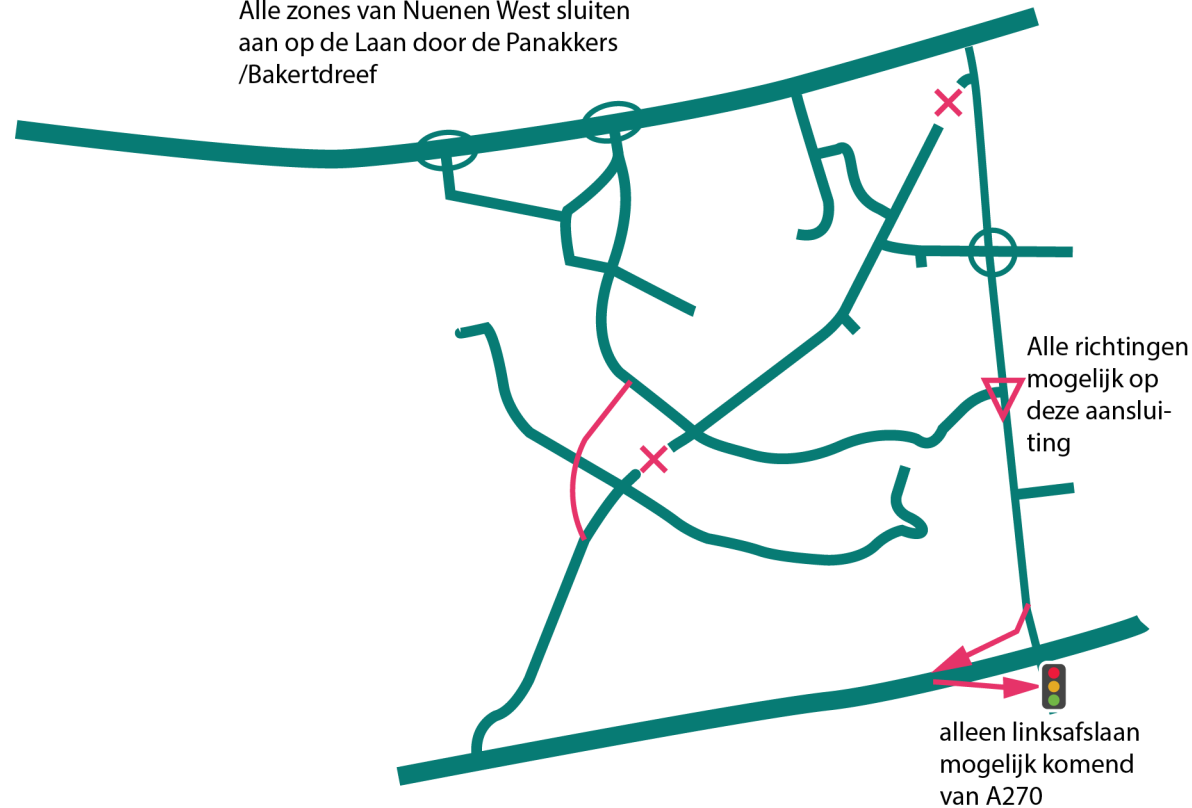 Alle zones van Nuenen West sluiten
aan op de Laan door de Panakkers
/Bakertdreef
Alle richtingen
mogelijk op
deze aanslui-
ting
alleen linksafslaan
mogelijk komend
van A270